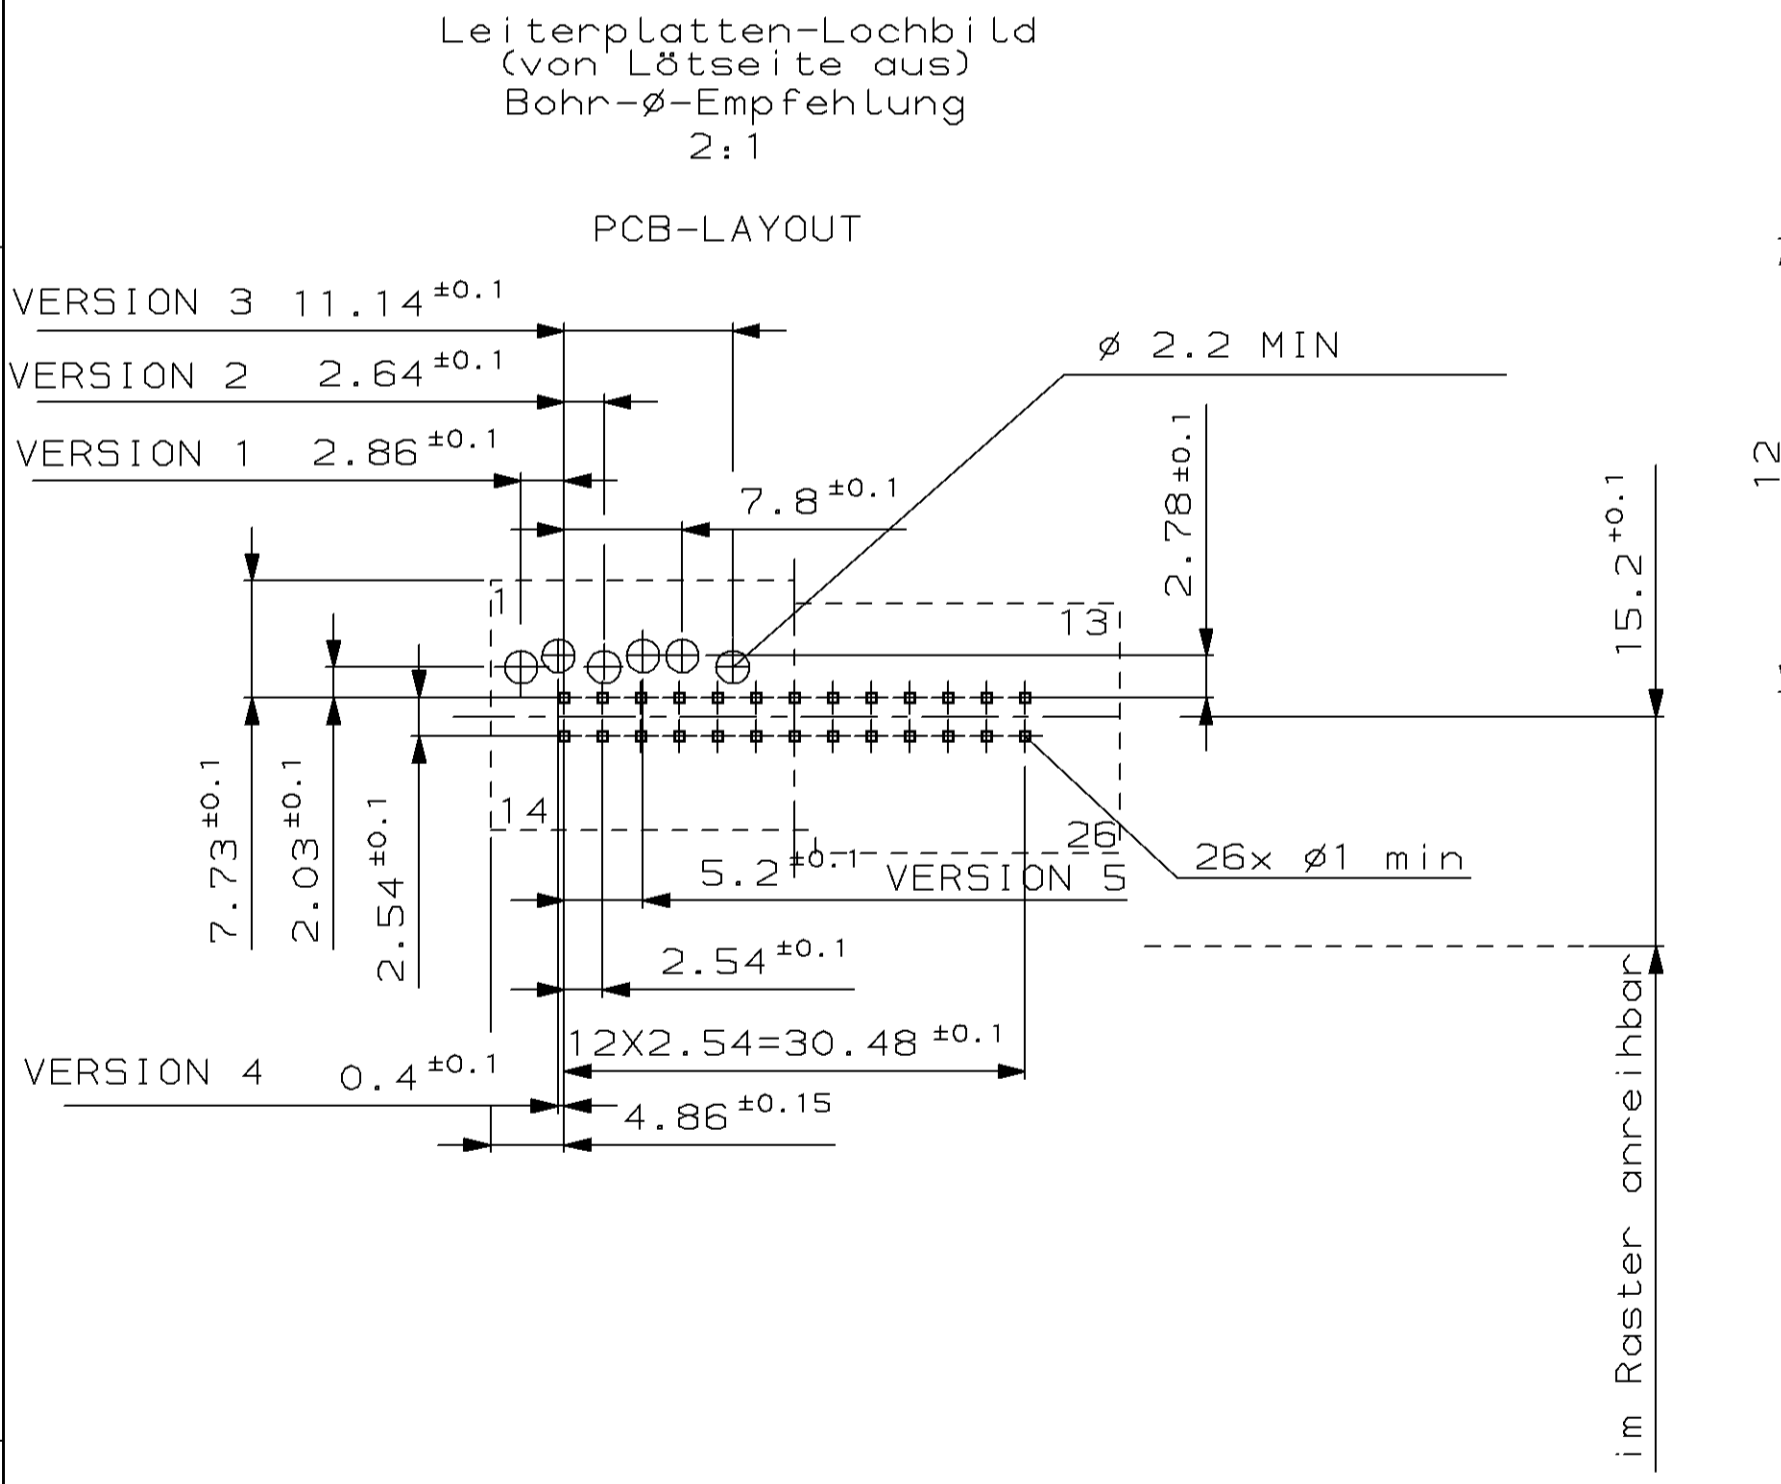 Leiterplatten-Lochbild
(von Lötseite aus)
Bohr-ø-Empfehlung
2:1
PCB-LAYOUT
VERSION 3 11.14±0.1
ø 2.2 MIN
VERSION 2 2.64±0.1
VERSION 1 2.86±0.1
7.8±0.1
2.78±0.1
15.2+0.1
12
1
13
14
26
7.73±0.1
2.03±0.1
2.54±0.1
5.2±0.1 VERSION 5
26x ø1 min
2.54±0.1
12X2.54=30.48±0.1
VERSION 4 0.4±0.1
4.86±0.15
im Raster anreihbar